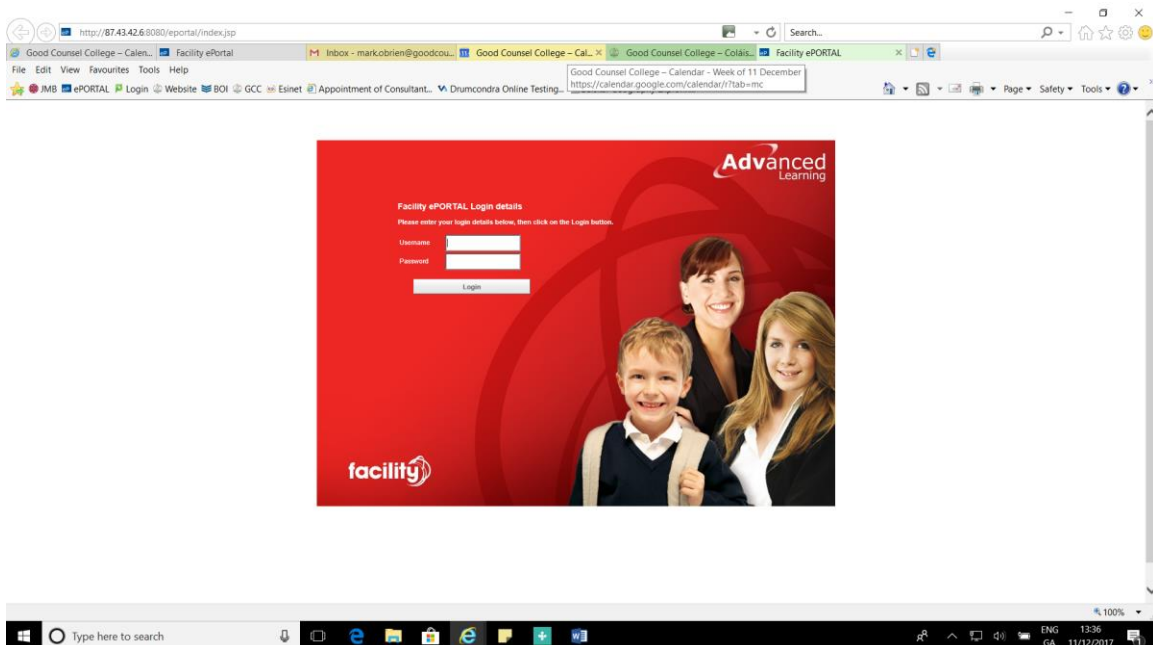 http://87.43.42.6:8080/eportal/index.jsp
Search...
Good Counsel College – Calen...
Facility ePortal
Inbox - mark.obrien@goodcou...
Good Counsel College – Cal...
Good Counsel College – Coláis...
Facility ePORTAL
File Edit View Favourites Tools Help
Good Counsel College – Calendar - Week of 11 December
https://calendar.google.com/calendar/r?tab=mc
JMB ePORTAL Login Website BOI GCC Esinet Appointment of Consultant... Drumcondra Online Testing...
Page Safety Tools
Advanced
Learning
Facility ePORTAL Login details
Please enter your login details below, then click on the Login button.
Username
Password
Login
facility
100%
Type here to search
ENG 13:36
GA 11/12/2017